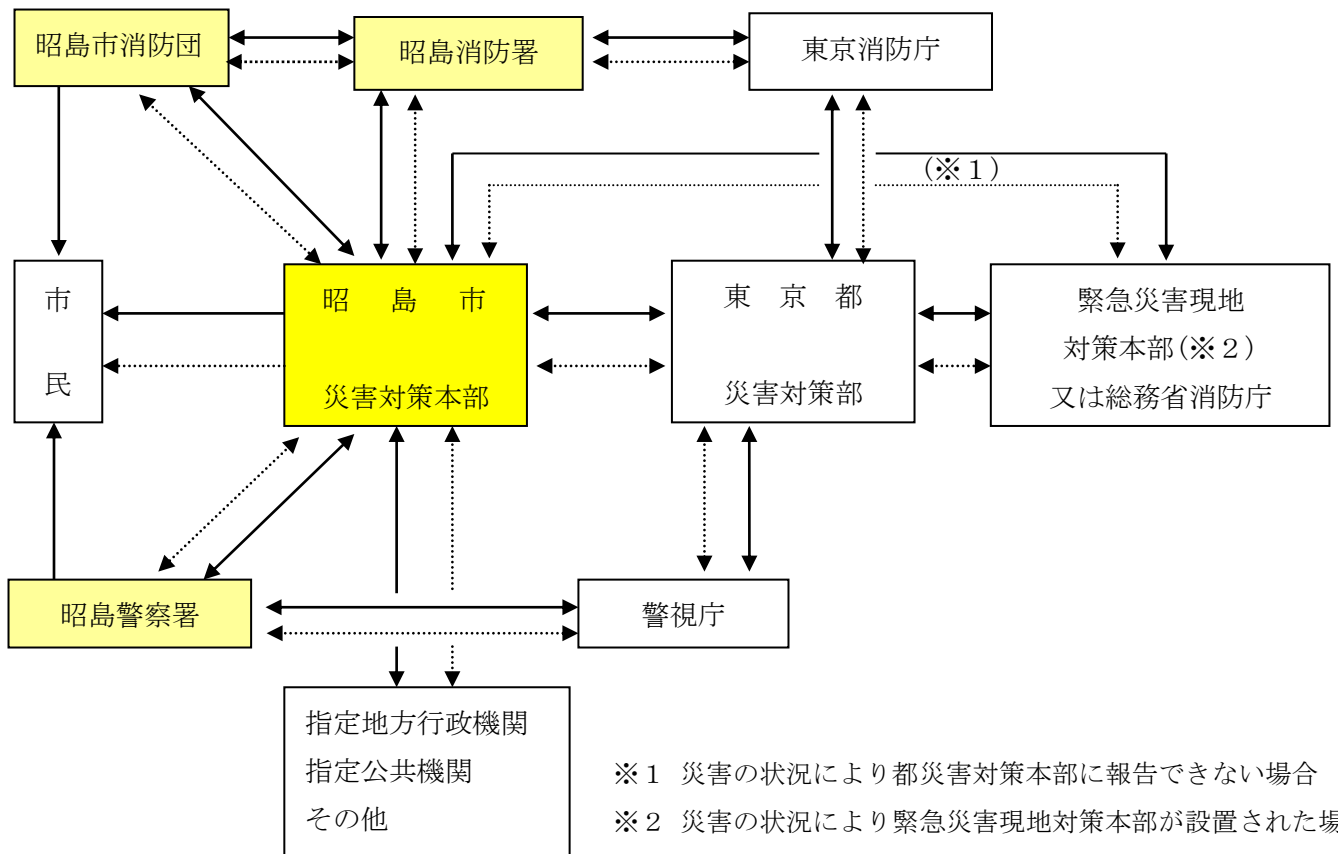 昭島市消防団
昭島消防署
東京消防庁
(※1)
市
民
昭 島 市
災害対策本部
東 京 都
災害対策部
緊急災害現地
対策本部(※2)
又は総務省消防庁
昭島警察署
警視庁
指定地方行政機関
指定公共機関
その他
※1 災害の状況により都災害対策本部に報告できない場合
※2 災害の状況により緊急災害現地対策本部が設置された場